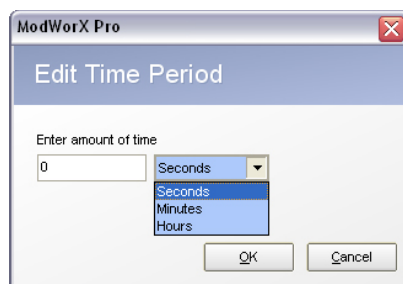 ModWorX Pro
Edit Time Period
Enter amount of time
0 Seconds
Seconds
Minutes
Hours
OK Cancel